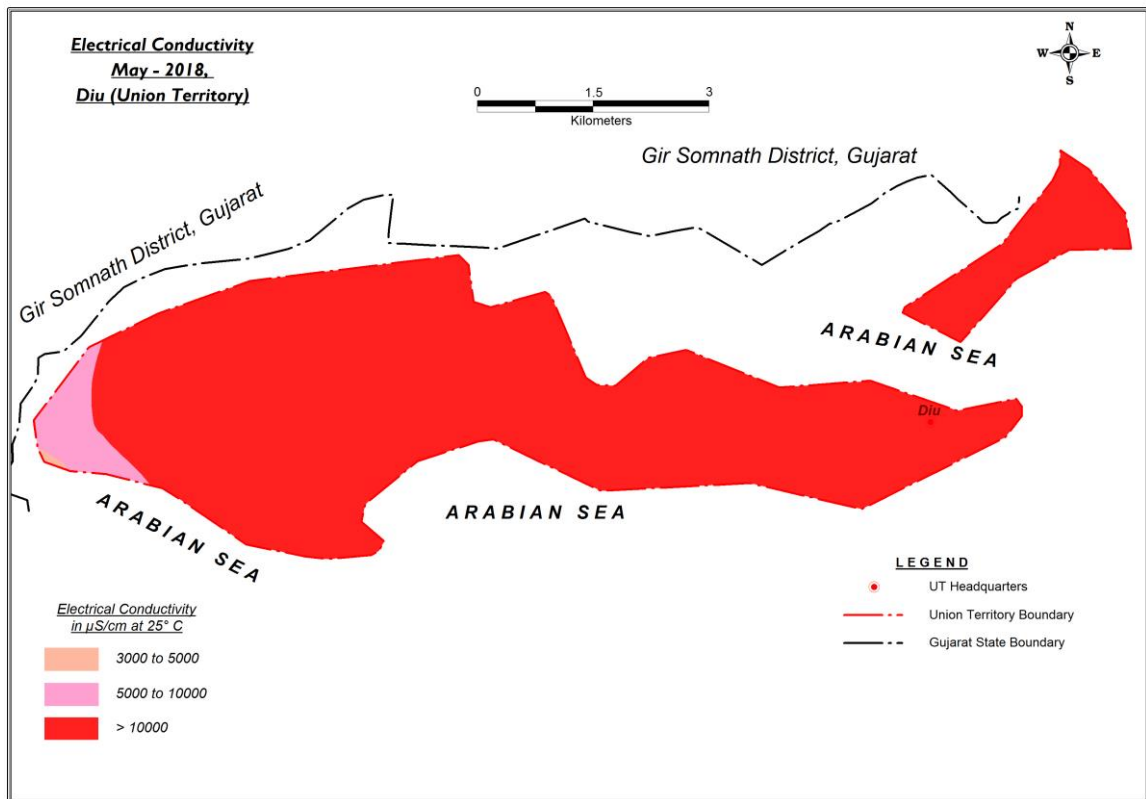 Electrical Conductivity
May - 2018,
Diu (Union Territory)
N
W E
S
0 1.5 3
Kilometers
Gir Somnath District, Gujarat
Gir Somnath District, Gujarat
ARABIAN SEA
Diu
ARABIAN SEA
ARABIAN SEA
LEGEND
UT Headquarters
Union Territory Boundary
Gujarat State Boundary
Electrical Conductivity
in µS/cm at 25° C
3000 to 5000
5000 to 10000
> 10000